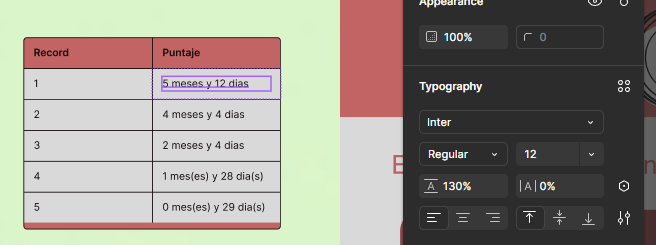 Record Puntaje
1 5 meses y 12 dias
2 4 meses y 4 dias
3 2 meses y 4 dias
4 1 mes(es) y 28 dia(s)
5 0 mes(es) y 29 dia(s)
Appearance
100% 0
Typography
Inter
Regular 12
130% 0%